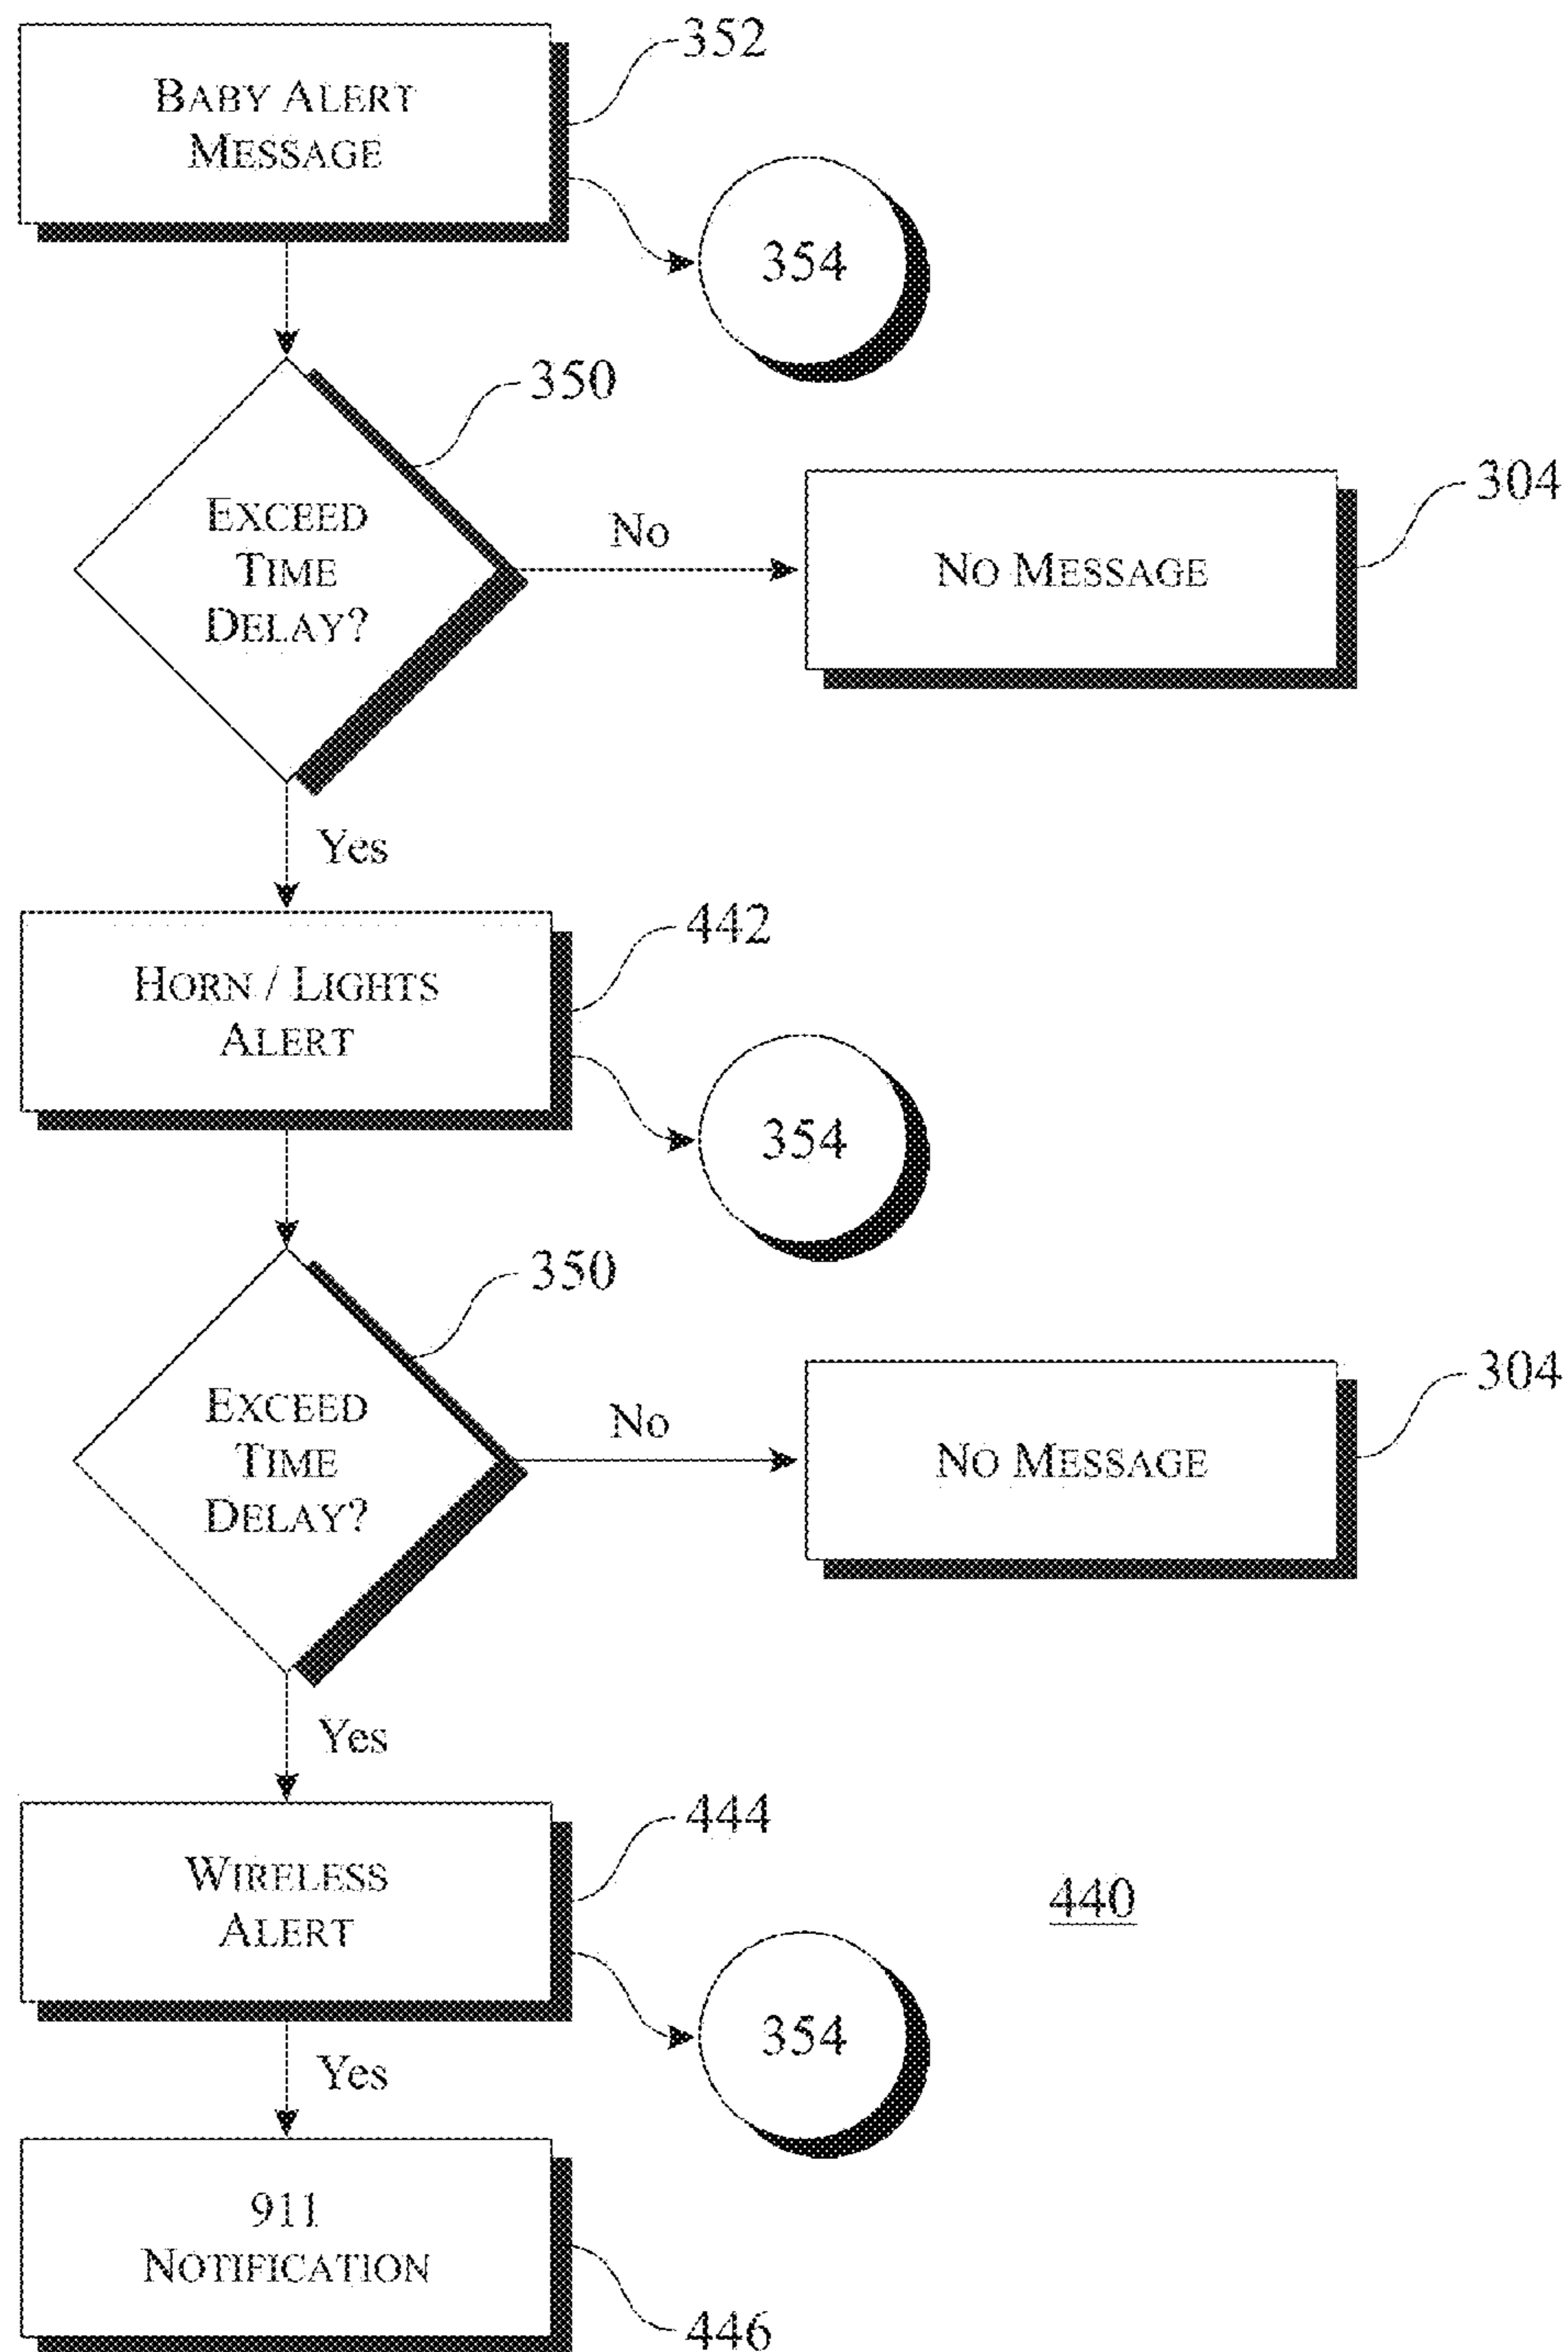 352
BABY ALERT
MESSAGE
354
350
EXCEED
TIME
DELAY?
No
304
NO MESSAGE
Yes
442
HORN / LIGHTS
ALERT
354
350
EXCEED
TIME
DELAY?
No
304
NO MESSAGE
Yes
444
WIRELESS
ALERT
440
354
Yes
911
NOTIFICATION
446